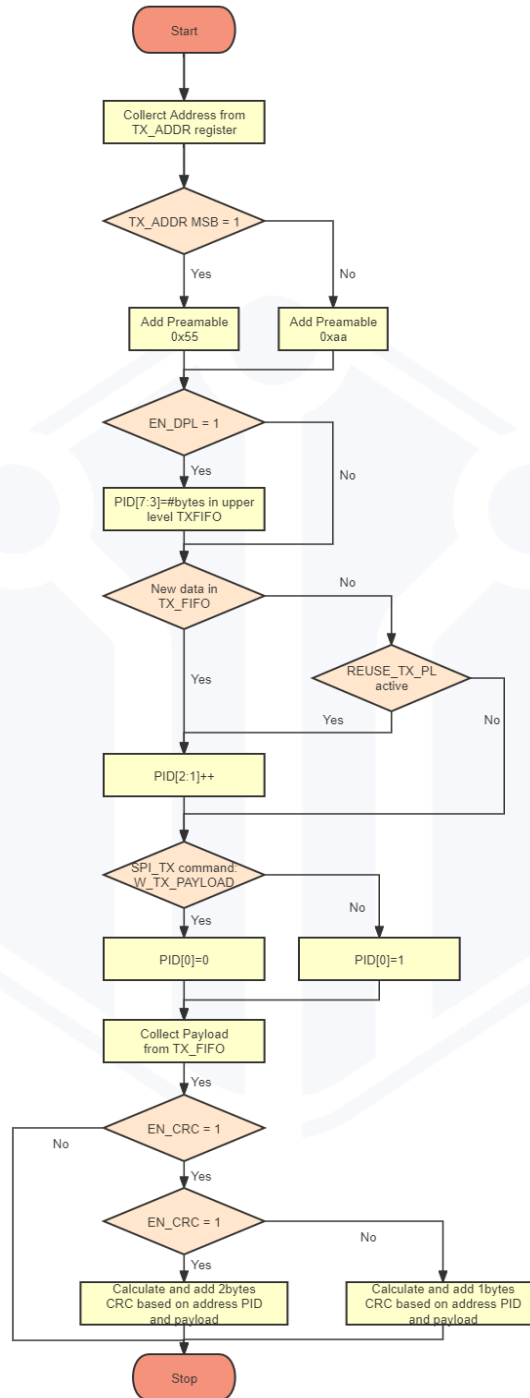 Start
Collerct Address from
TX_ADDR register
TX_ADDR MSB = 1
Yes
No
Add Preamable
0x55
Add Preamable
0xaa
EN_DPL = 1
Yes
No
PID[7:3]=#bytes in upper
level TXFIFO
New data in
TX_FIFO
No
REUSE_TX_PL
active
Yes
Yes
No
PID[2:1]++
SPI_TX command:
W_TX_PAYLOAD
Yes
No
PID[0]=0
PID[0]=1
Collect Payload
from TX_FIFO
Yes
EN_CRC = 1
No
Yes
EN_CRC = 1
No
Yes
Calculate and add 2bytes
CRC based on address PID
and payload
Calculate and add 1bytes
CRC based on address PID
and payload
Stop